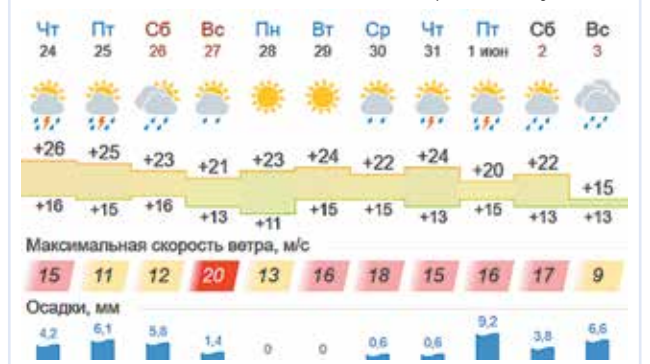 Чт Пт Сб Вс Пн Вт Ср Чт Пт Сб Вс
24 25 26 27 28 29 30 31 1 июн 2 3
+26 +25 +23 +21 +23 +24 +22 +24 +20 +22 +15
+16 +15 +16 +13 +11 +15 +15 +13 +15 +13 +13
Максимальная скорость ветра, м/с
15 11 12 20 13 16 18 15 16 17 9
Осадки, мм
4,2 6,1 5,8 1,4 0 0 0,6 0,6 9,2 3,8 6,6